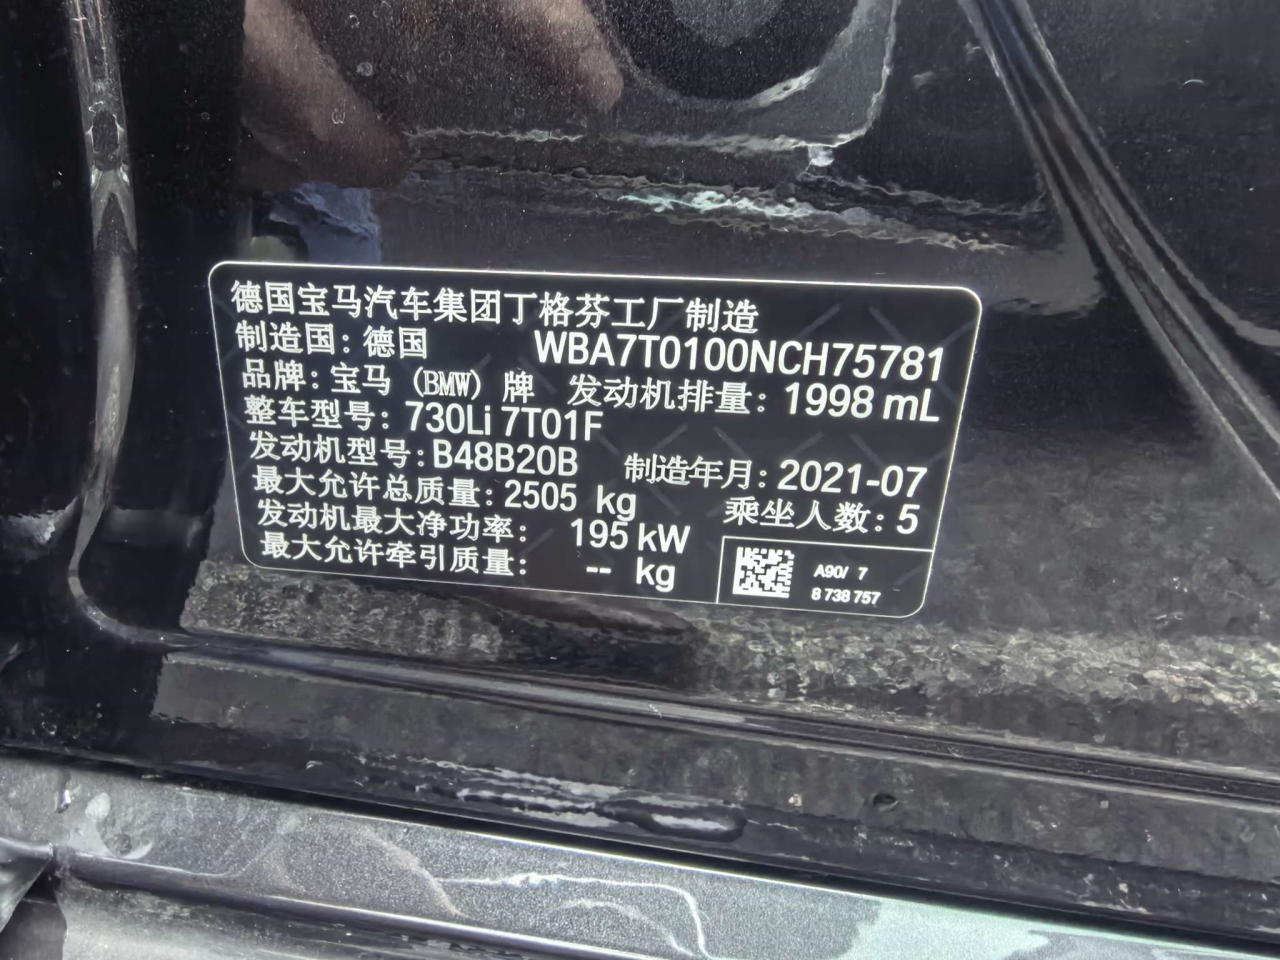 德国宝马汽车集团丁格芬工厂制造
制造国：德国 WBA7T0100NCH75781
品牌：宝马（BMW）牌 发动机排量：1998 mL
整车型号：730Li 7T01F
发动机型号：B48B20B 制造年月：2021-07
最大允许总质量：2505 kg 乘坐人数：5
发动机最大净功率：195 kW
最大允许牵引质量：-- kg
A90/ 7
8 738 757